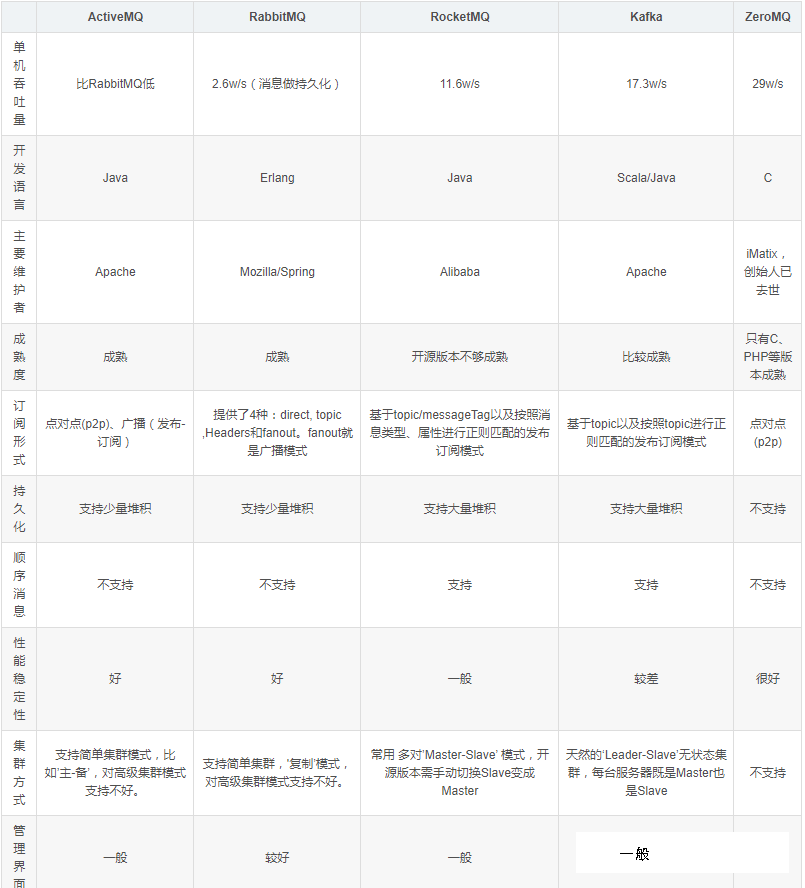 ActiveMQ RabbitMQ RocketMQ Kafka ZeroMQ
单机吞吐量
比RabbitMQ低
2.6w/s（消息做持久化）
11.6w/s
17.3w/s
29w/s
开发语言
Java
Erlang
Java
Scala/Java
C
主要维护者
Apache
Mozilla/Spring
Alibaba
Apache
iMatix，
创始人已
去世
成熟度
成熟
成熟
开源版本不够成熟
比较成熟
只有C、
PHP等版
本成熟
订阅形式
点对点(p2p)、广播（发布-
订阅）
提供了4种：direct, topic
,Headers和fanout。fanout就
是广播模式
基于topic/messageTag以及按照消
息类型、属性进行正则匹配的发布
订阅模式
基于topic以及按照topic进行正
则匹配的发布订阅模式
点对点
(p2p)
持久化
支持少量堆积
支持少量堆积
支持大量堆积
支持大量堆积
不支持
顺序消息
不支持
不支持
支持
支持
不支持
性能稳定性
好
好
一般
较差
很好
集群方式
支持简单集群模式，比
如'主-备'，对高级集群模式
支持不好。
支持简单集群，'复制'模式，
对高级集群模式支持不好。
常用 多对'Master-Slave' 模式，开
源版本需手动切换Slave变成
Master
天然的'Leader-Slave'无状态集
群，每台服务器既是Master也
是Slave
不支持
管理界面
一般
较好
一般
一般